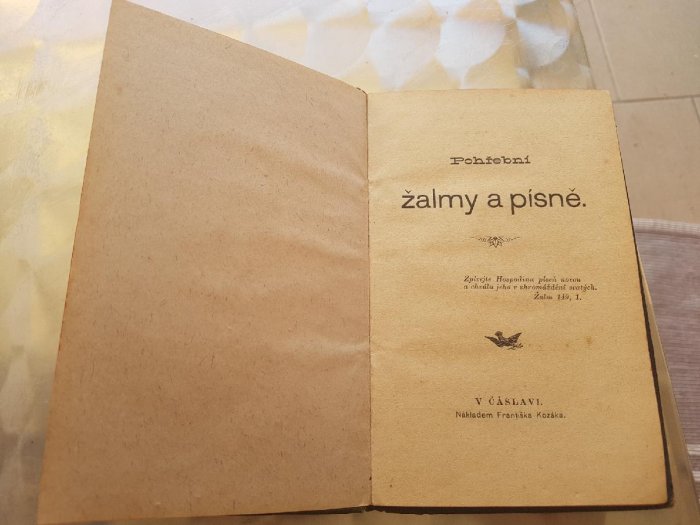 Pohřební
žalmy a písně.
Zpívejte Hospodinu píseň novou
a chválu jeho v shromáždění svatých.
Žalm 149, 1.
V ČÁSLAVI.
Nákladem Františka Kozáka.